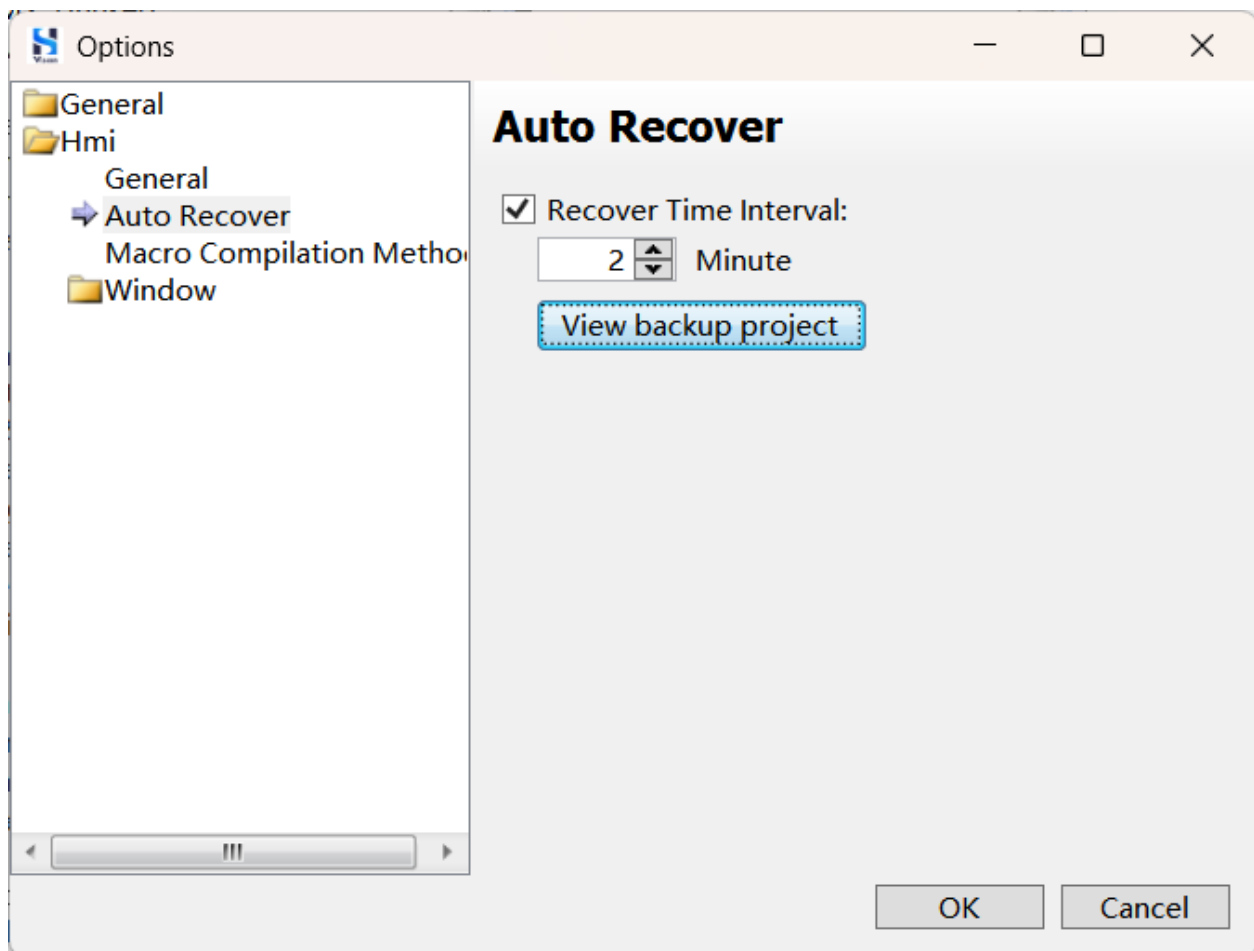 Options
General
Hmi
General
Auto Recover
Macro Compilation Metho
Window
Auto Recover
Recover Time Interval:
2 Minute
View backup project
OK Cancel